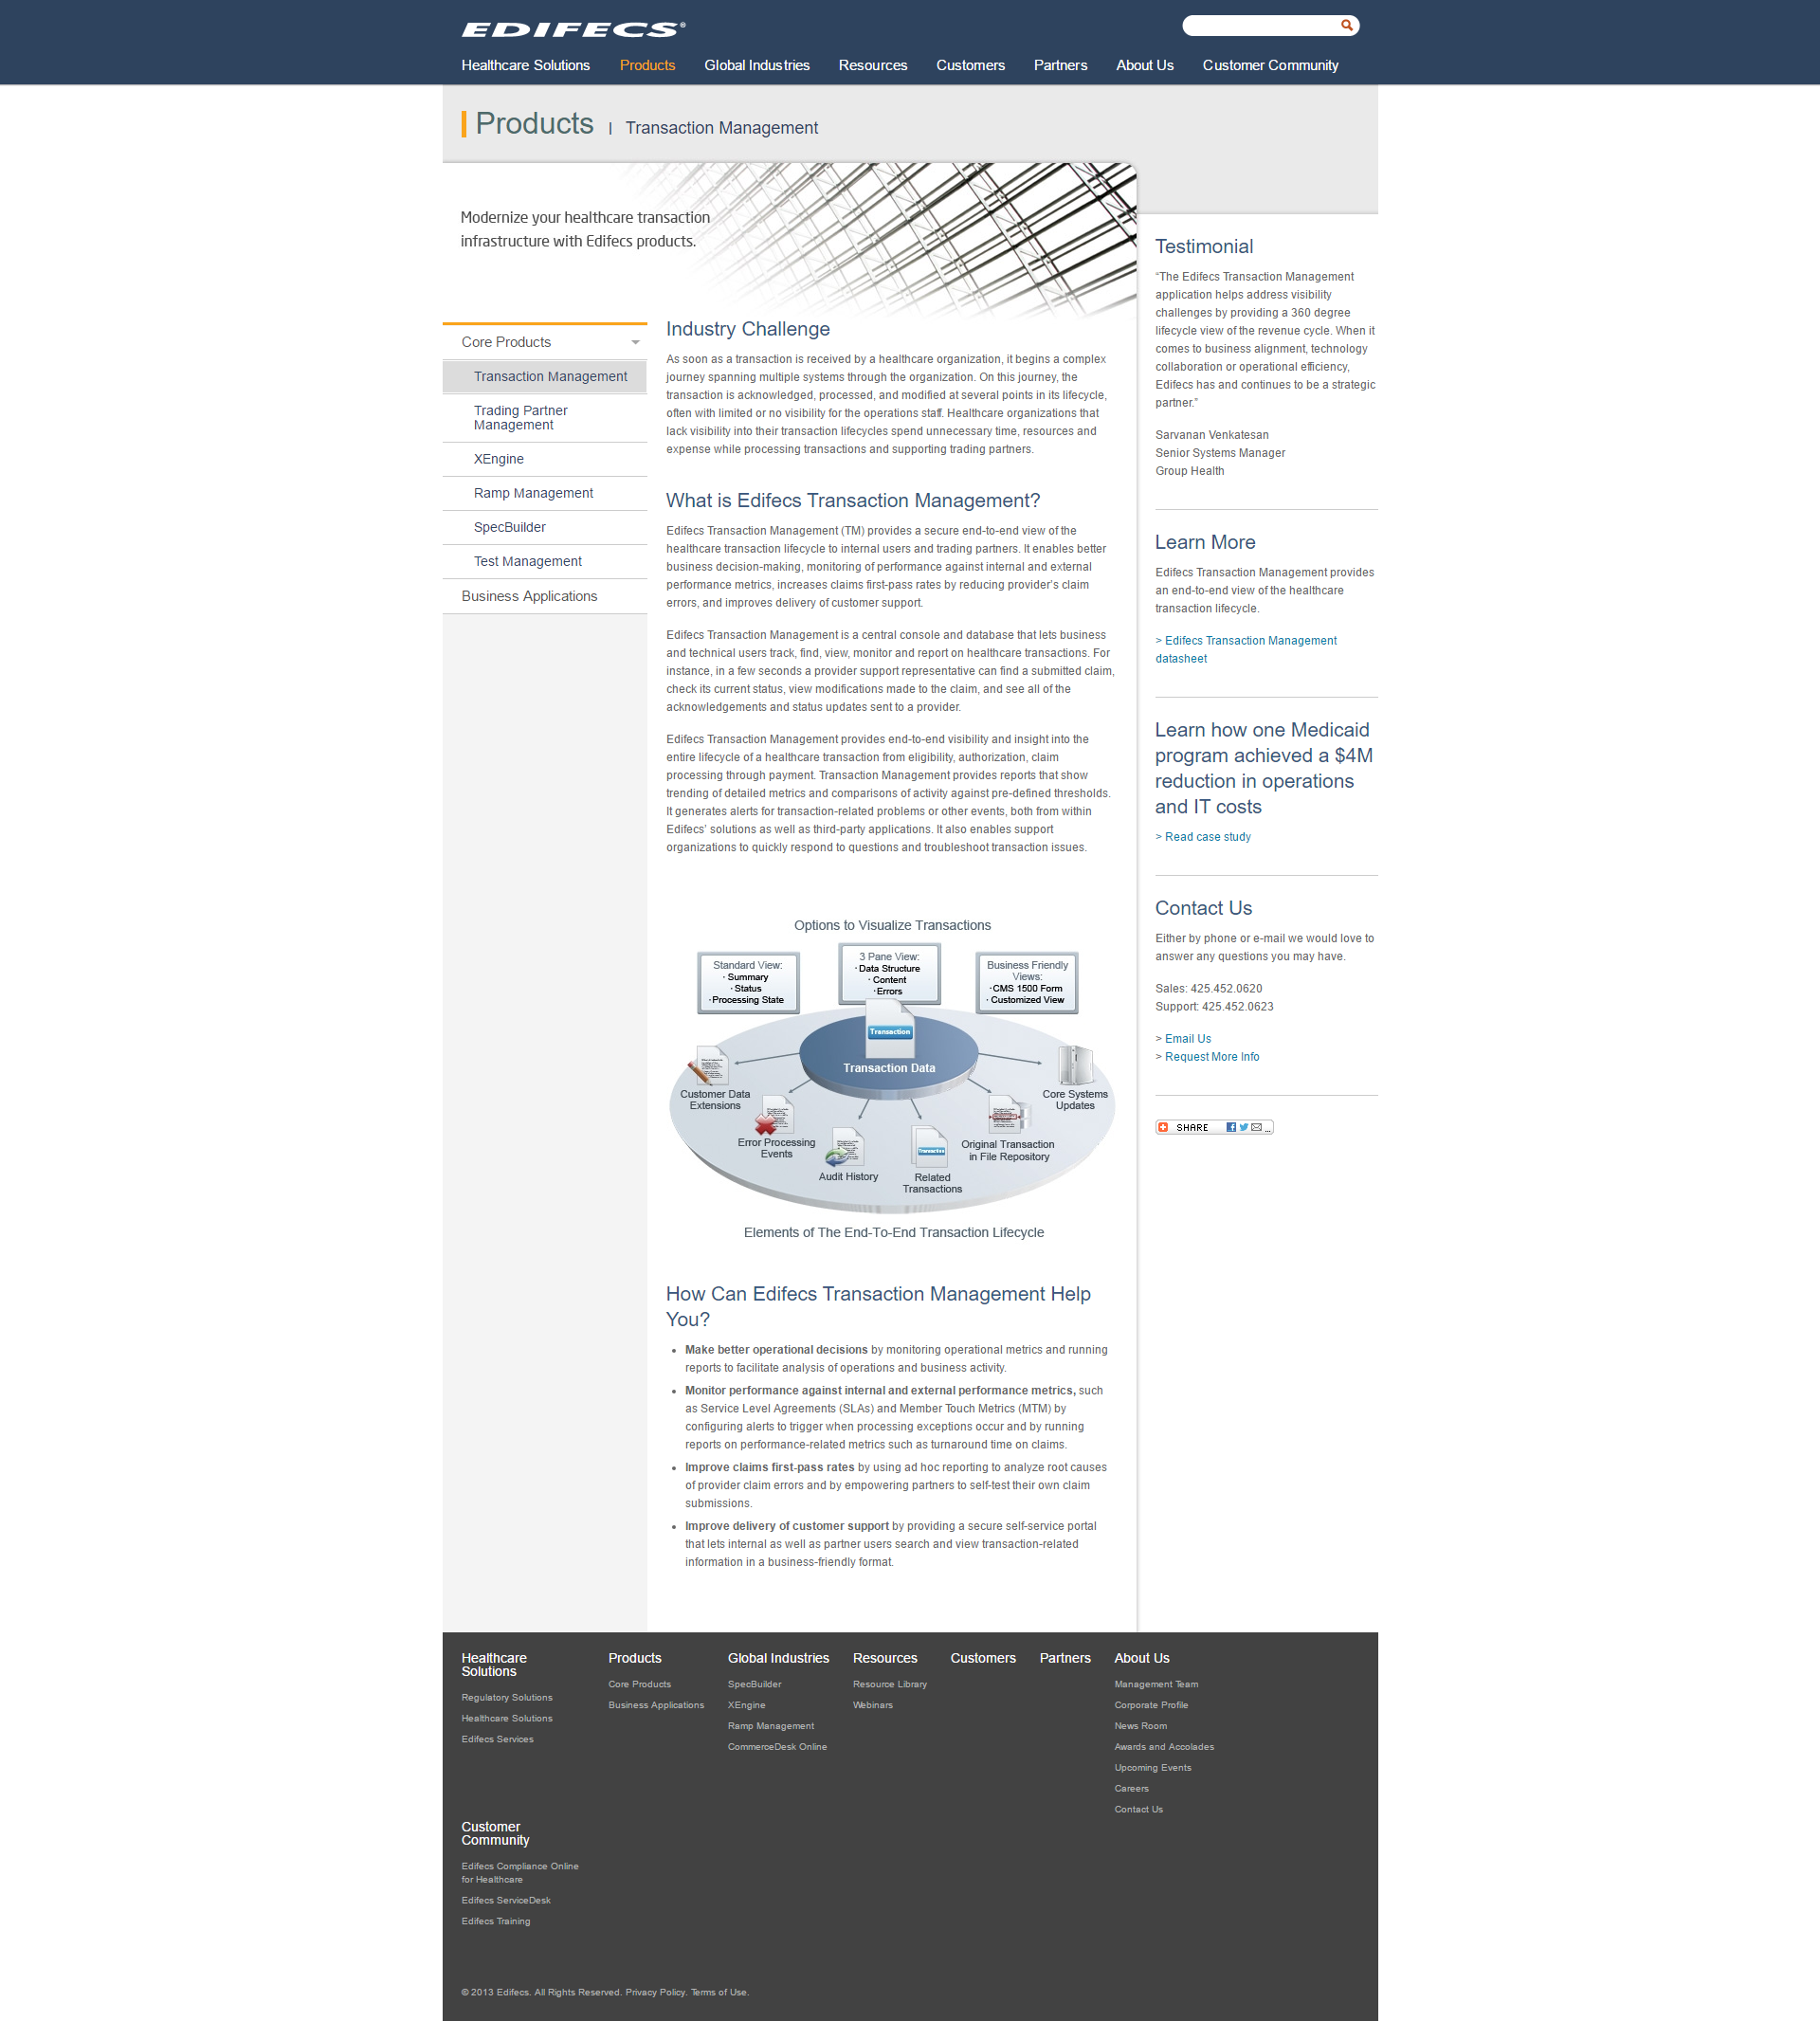 EDIFECS®
Healthcare Solutions Products Global Industries Resources Customers Partners About Us Customer Community
Products | Transaction Management
Modernize your healthcare transaction
infrastructure with Edifecs products.
Core Products
Transaction Management
Trading Partner
Management
XEngine
Ramp Management
SpecBuilder
Test Management
Business Applications
Industry Challenge
As soon as a transaction is received by a healthcare organization, it begins a complex
journey spanning multiple systems through the organization. On this journey, the
transaction is acknowledged, processed, and modified at several points in its lifecycle,
often with limited or no visibility for the operations staff. Healthcare organizations that
lack visibility into their transaction lifecycles spend unnecessary time, resources and
expense while processing transactions and supporting trading partners.
What is Edifecs Transaction Management?
Edifecs Transaction Management (TM) provides a secure end-to-end view of the
healthcare transaction lifecycle to internal users and trading partners. It enables better
business decision-making, monitoring of performance against internal and external
performance metrics, increases claims first-pass rates by reducing provider's claim
errors, and improves delivery of customer support.
Edifecs Transaction Management is a central console and database that lets business
and technical users track, find, view, monitor and report on healthcare transactions. For
instance, in a few seconds a provider support representative can find a submitted claim,
check its current status, view modifications made to the claim, and see all of the
acknowledgements and status updates sent to a provider.
Edifecs Transaction Management provides end-to-end visibility and insight into the
entire lifecycle of a healthcare transaction from eligibility, authorization, claim
processing through payment. Transaction Management provides reports that show
trending of detailed metrics and comparisons of activity against pre-defined thresholds.
It generates alerts for transaction-related problems or other events, both from within
Edifecs' solutions as well as third-party applications. It also enables support
organizations to quickly respond to questions and troubleshoot transaction issues.
Options to Visualize Transactions
Standard View:
· Summary
· Status
· Processing State
3 Pane View:
· Data Structure
· Content
· Errors
Business Friendly
Views:
· CMS 1500 Form
· Customized View
Transaction
Transaction Data
Customer Data
Extensions
Error Processing
Events
Audit History
Transaction
Related
Transactions
Original Transaction
in File Repository
Core Systems
Updates
Elements of The End-To-End Transaction Lifecycle
How Can Edifecs Transaction Management Help
You?
• Make better operational decisions by monitoring operational metrics and running
reports to facilitate analysis of operations and business activity.
• Monitor performance against internal and external performance metrics, such
as Service Level Agreements (SLAs) and Member Touch Metrics (MTM) by
configuring alerts to trigger when processing exceptions occur and by running
reports on performance-related metrics such as turnaround time on claims.
• Improve claims first-pass rates by using ad hoc reporting to analyze root causes
of provider claim errors and by empowering partners to self-test their own claim
submissions.
• Improve delivery of customer support by providing a secure self-service portal
that lets internal as well as partner users search and view transaction-related
information in a business-friendly format.
Testimonial
“The Edifecs Transaction Management
application helps address visibility
challenges by providing a 360 degree
lifecycle view of the revenue cycle. When it
comes to business alignment, technology
collaboration or operational efficiency,
Edifecs has and continues to be a strategic
partner.”
Sarvanan Venkatesan
Senior Systems Manager
Group Health
Learn More
Edifecs Transaction Management provides
an end-to-end view of the healthcare
transaction lifecycle.
> Edifecs Transaction Management
datasheet
Learn how one Medicaid
program achieved a $4M
reduction in operations
and IT costs
> Read case study
Contact Us
Either by phone or e-mail we would love to
answer any questions you may have.
Sales: 425.452.0620
Support: 425.452.0623
> Email Us
> Request More Info
SHARE ...
Healthcare
Solutions
Regulatory Solutions
Healthcare Solutions
Edifecs Services
Products
Core Products
Business Applications
Global Industries
SpecBuilder
XEngine
Ramp Management
CommerceDesk Online
Resources
Resource Library
Webinars
Customers
Partners
About Us
Management Team
Corporate Profile
News Room
Awards and Accolades
Upcoming Events
Careers
Contact Us
Customer
Community
Edifecs Compliance Online
for Healthcare
Edifecs ServiceDesk
Edifecs Training
© 2013 Edifecs. All Rights Reserved. Privacy Policy. Terms of Use.